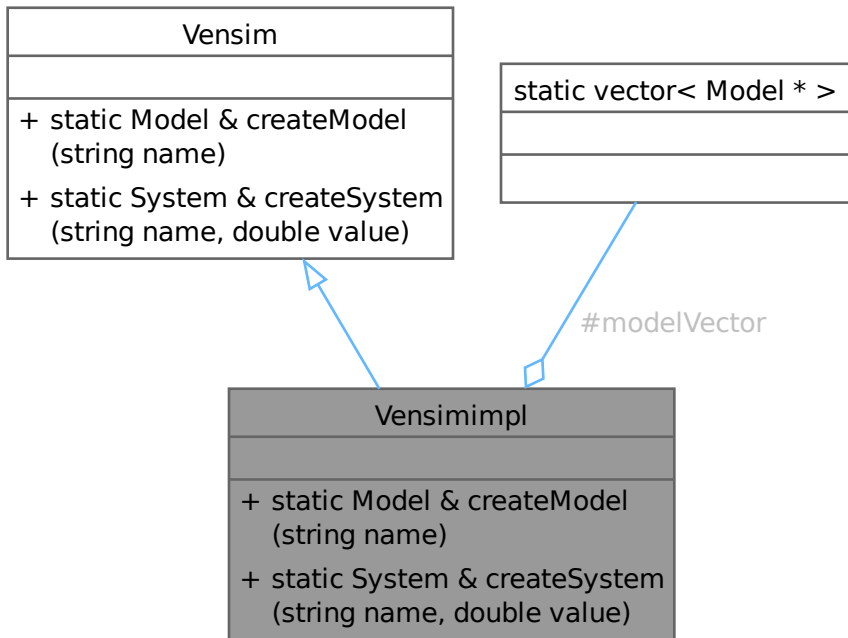 Vensim
+ static Model & createModel
(string name)
+ static System & createSystem
(string name, double value)
static vector< Model * >
#modelVector
Vensimimpl
+ static Model & createModel
(string name)
+ static System & createSystem
(string name, double value)